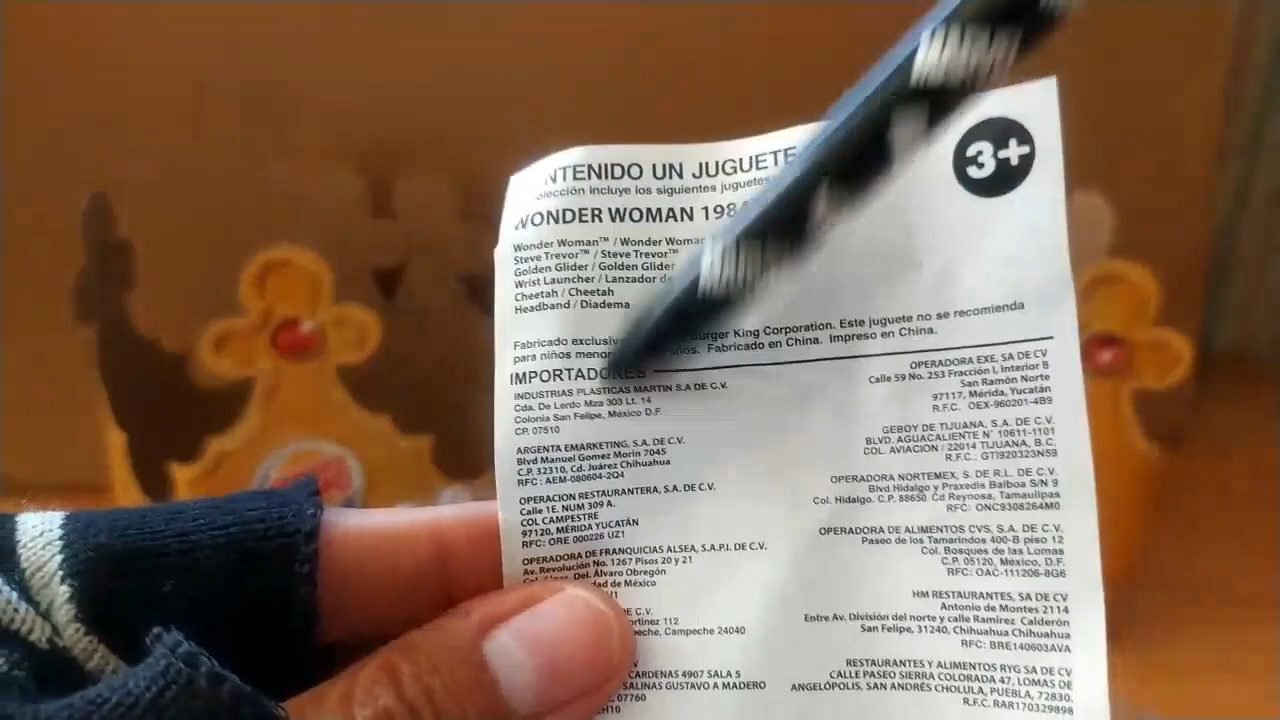 NTENIDO UN JUGUETE
olección incluye los siguientes juguetes
3+
WONDER WOMAN 198
Wonder Woman™ / Wonder Woman
Steve Trevor™ / Steve Trevor™
Golden Glider / Golden Glider
Wrist Launcher / Lanzador de
Cheetah / Cheetah
Headband / Diadema
Fabricado urger King Corporation. Este juguete no se recomienda
para niños Fabricado en China. Impreso en China.
IMPORTADORES
INDUSTRIAS PLASTICAS MARTIN S.A DE C.V.
Cda. De Lerdo Mza 303 Lt. 14
Colonia San Felipe, México D.F.
CP. 07510
ARGENTA EMARKETING, S.A. DE C.V.
Blvd Manuel Gomez Morin 7045
C.P. 32310, Cd. Juárez Chihuahua
RFC : AEM-080604-2Q4
OPERACION RESTAURANTERA, S.A. DE C.V.
Calle 1E. NUM 309 A.
COL CAMPESTRE
97120, MÉRIDA YUCATÁN
RFC: ORE 000226 UZ1
OPERADORA DE FRANQUICIAS ALSEA, S.A.P.I. DE C.V.
Av. Revolución No. 1267 Pisos 20 y 21
Del. Álvaro Obregón
dad de México
DE C.V.
ortinez 112
peche, Campeche 24040
CARDENAS 4907 SALA 5
SALINAS GUSTAVO A MADERO
07760
H10
OPERADORA EXE, SA DE CV
Calle 59 No. 253 Fracción I, Interior B
San Ramón Norte
97117, Mérida, Yucatán
R.F.C. OEX-960201-4B9
GEBOY DE TIJUANA, S.A. DE C.V.
BLVD. AGUACALIENTE N° 10611-1101
COL. AVIACION / 22014 TIJUANA, B.C.
R.F.C.: GTI920323N59
OPERADORA NORTEMEX, S. DE R.L. DE C.V.
Blvd Hidalgo y Praxedis Balboa S/N 9
Col. Hidalgo. C.P. 88650 Cd Reynosa, Tamaulipas
RFC: ONC9308264M0
OPERADORA DE ALIMENTOS CVS, S.A. DE C.V.
Paseo de los Tamarindos 400-B piso 12
Col. Bosques de las Lomas
C.P. 05120, México, D.F.
RFC: OAC-111206-8G6
HM RESTAURANTES, SA DE CV
Antonio de Montes 2114
Entre Av. División del norte y calle Ramirez Calderón
San Felipe, 31240, Chihuahua Chihuahua
RFC: BRE140603AVA
RESTAURANTES Y ALIMENTOS RYG SA DE CV
CALLE PASEO SIERRA COLORADA 47, LOMAS DE
ANGELÓPOLIS, SAN ANDRÉS CHOLULA, PUEBLA, 72830.
R.F.C. RAR170329898